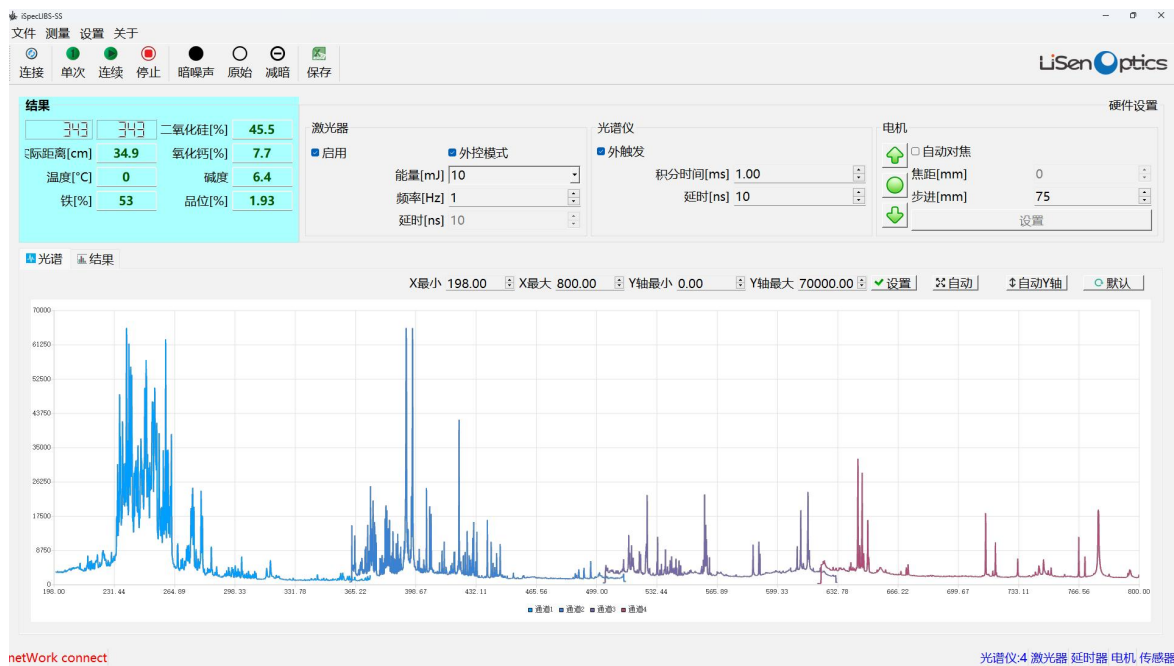 iSpecLIBS-SS
文件 测量 设置 关于
连接 单次 连续 停止 暗噪声 原始 减暗 保存
LiSen Optics
结果
硬件设置
343 343 二氧化硅[%] 45.5
际距离[cm] 34.9 氧化钙[%] 7.7
温度[°C] 0 碱度 6.4
铁[%] 53 品位[%] 1.93
激光器
启用 外控模式
能量[mJ] 10
频率[Hz] 1
延时[ns] 10
光谱仪
外触发
积分时间[ms] 1.00
延时[ns] 10
电机
自动对焦
焦距[mm] 0
步进[mm] 75
设置
光谱 结果
X最小 198.00 X最大 800.00 Y轴最小 0.00 Y轴最大 70000.00 设置 自动 自动Y轴 默认
70000
61250
52500
43750
35000
26250
17500
8750
0
198.00 231.44 264.89 298.33 331.78 365.22 398.67 432.11 465.56 499.00 532.44 565.89 599.33 632.78 666.22 699.67 733.11 766.56 800.00
通道1 通道2 通道3 通道4
netWork connect
光谱仪:4 激光器 延时器 电机 传感器